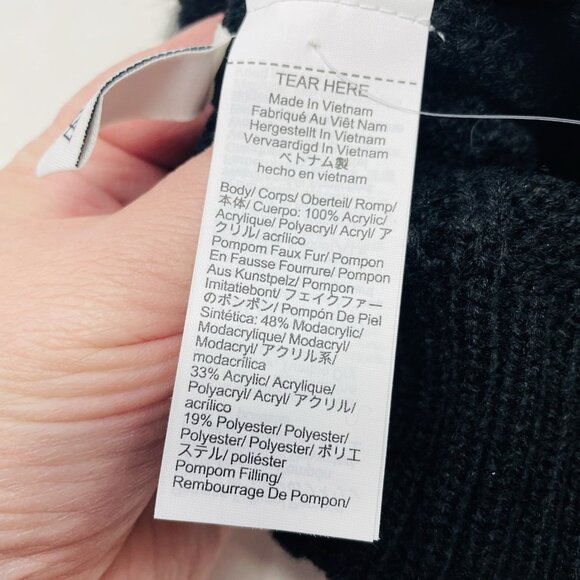 TEAR HERE
Made In Vietnam
Fabriqué Au Viêt Nam
Hergestellt In Vietnam
Vervaardigd In Vietnam
ベトナム製
hecho en vietnam
Body/ Corps/ Oberteil/ Romp/
本体/ Cuerpo: 100% Acrylic/
Acrylique/ Polyacryl/ Acryl/ ア
クリル/ acrílico
Pompom Faux Fur/ Pompon
En Fausse Fourrure/ Pompon
Aus Kunstpelz/ Pompon
Imitatiebont/ フェイクファー
のポンポン/ Pompón De Piel
Sintética: 48% Modacrylic/
Modacrylique/ Modacryl/
Modacryl/ アクリル系/
modacrílica
33% Acrylic/ Acrylique/
Polyacryl/ Acryl/ アクリル/
acrílico
19% Polyester/ Polyester/
Polyester/ Polyester/ ポリエ
ステル/ poliéster
Pompom Filling/
Rembourrage De Pompon/